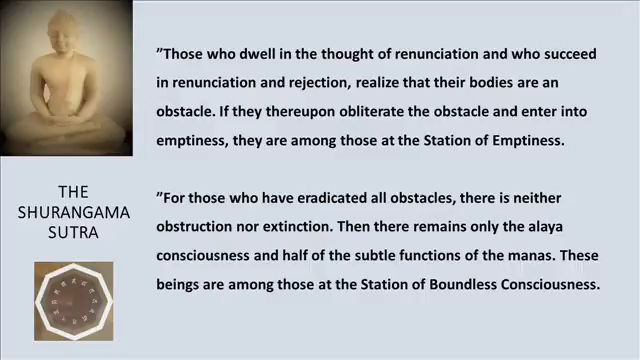 ”Those who dwell in the thought of renunciation and who succeed
in renunciation and rejection, realize that their bodies are an
obstacle. If they thereupon obliterate the obstacle and enter into
emptiness, they are among those at the Station of Emptiness.
”For those who have eradicated all obstacles, there is neither
obstruction nor extinction. Then there remains only the alaya
consciousness and half of the subtle functions of the manas. These
beings are among those at the Station of Boundless Consciousness.
THE
SHURANGAMA
SUTRA